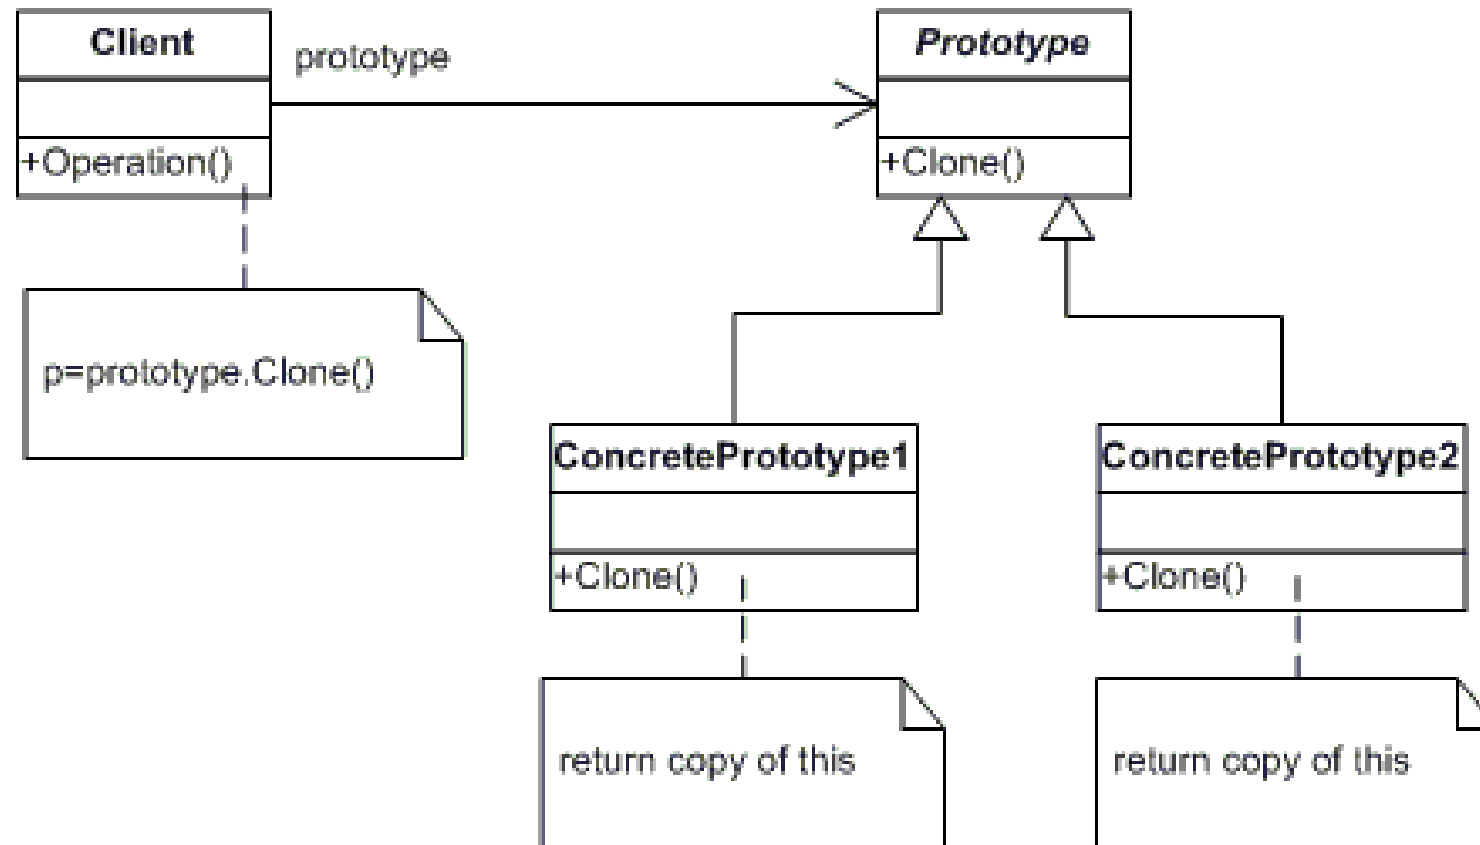 Client
prototype
Prototype
+Operation()
+Clone()
p=prototype.Clone()
ConcretePrototype1
ConcretePrototype2
+Clone()
+Clone()
return copy of this
return copy of this